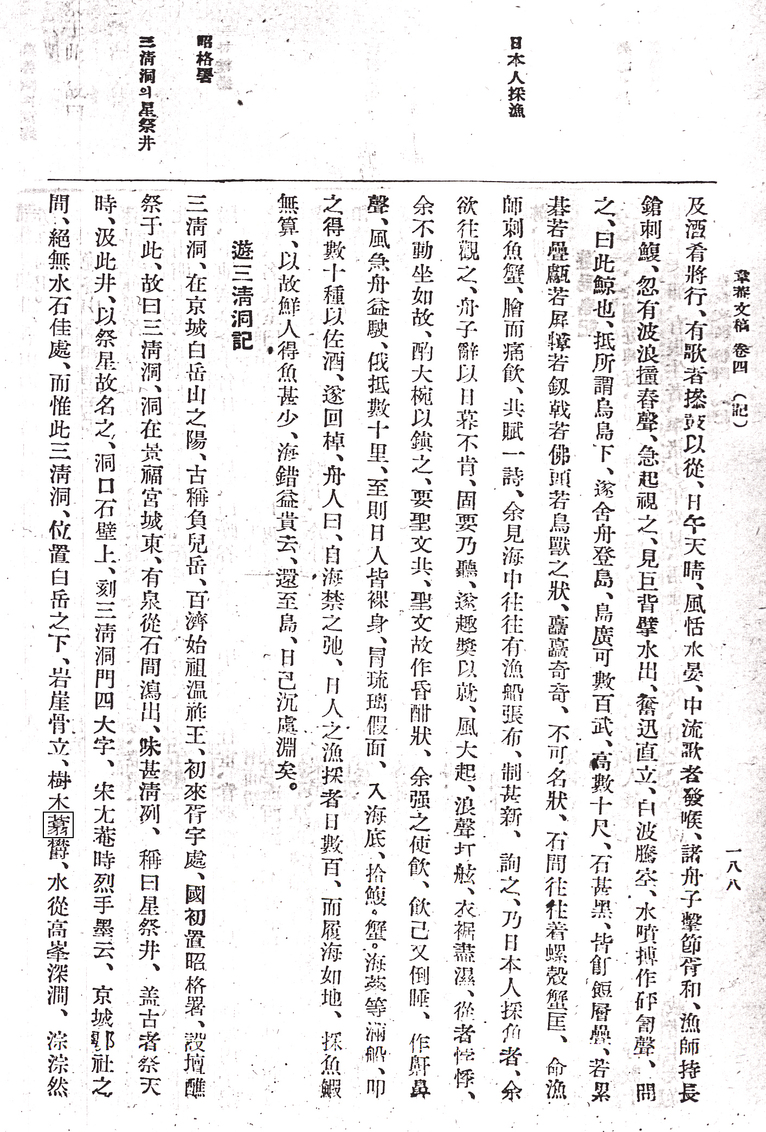 韋菴文稿 卷四 （記）
一八八
日本人採漁
昭格署
三淸洞의星祭井
及酒肴將行、有歌者擔鼓以從、日午天晴、風恬水晏、中流歌者發喉、諸舟子擊節胥和、漁師持長
鎗刺鰒、忽有波浪撞舂聲、急起視之、見巨背擘水出、奮迅直立、白波騰空、水噴搏作砰訇聲、問
之、曰此鯨也、抵所謂烏島下、遂舍舟登島、島廣可數百武、高數十尺、石甚黑、皆飣餖層疊、若累
碁若疊甗若屛幛若釰戟若佛頭若鳥獸之狀、矗矗奇奇、不可名狀、石間往往着螺殼蟹匡、命漁
師刺魚蟹、膾而痛飮、共賦一詩、余見海中往往有漁船張布、制甚新、詢之、乃日本人採魚者、余
欲往觀之、舟子辭以日暮不肯、固要乃聽、遂趣槳以就、風大起、浪聲圢舷、衣裾盡濕、從者悸悸、
余不動坐如故、酌大椀以鎭之、要聖文共、聖文故作昏酣狀、余强之使飮、飮已又倒睡、作鼾鼻
聲、風急舟益駛、俄抵數十里、至則日人皆裸身、冐琉璃假面、入海底、拾鰒。蟹。海蔘等滿船、叩
之得數十種以佐酒、遂回棹、舟人曰、自海禁之弛、日人之漁採者日數百、而履海如地、採魚鰕
無算、以故鮮人得魚甚少、海錯益貴云、還至島、日已沉虞淵矣。
遊三淸洞記
三淸洞、在京城白岳山之陽、古稱負兒岳、百濟始祖溫祚王、初來胥宇處、國初置昭格署、設壇醮
祭于此、故曰三淸洞、洞在景福宮城東、有泉從石間瀉出、味甚淸冽、稱曰星祭井、盖古者祭天
時、汲此井、以祭星故名之、洞口石壁上、刻三淸洞門四大字、宋尤菴時烈手墨云、京城鄠社之
間、絕無水石佳處、而惟此三淸洞、位置白岳之下、岩崖骨立、樹木蓊欝、水從高峯深澗、淙淙然